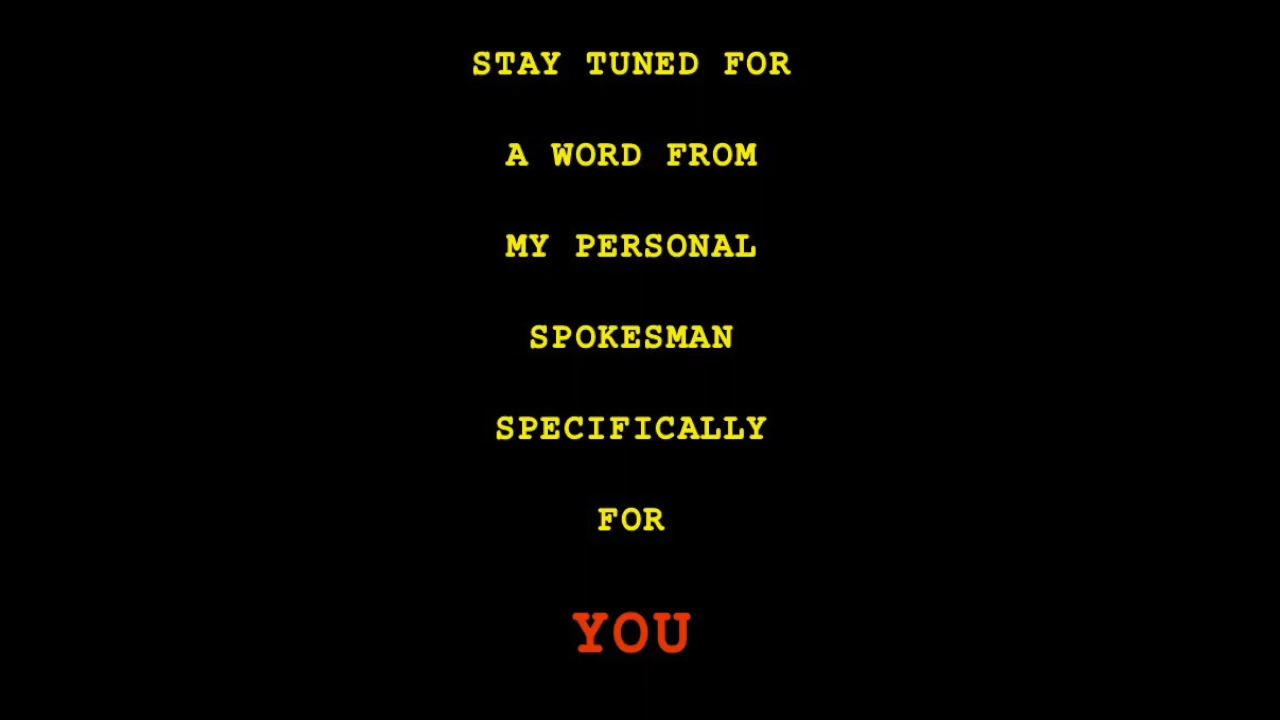 STAY TUNED FOR
A WORD FROM
MY PERSONAL
SPOKESMAN
SPECIFICALLY
FOR
YOU